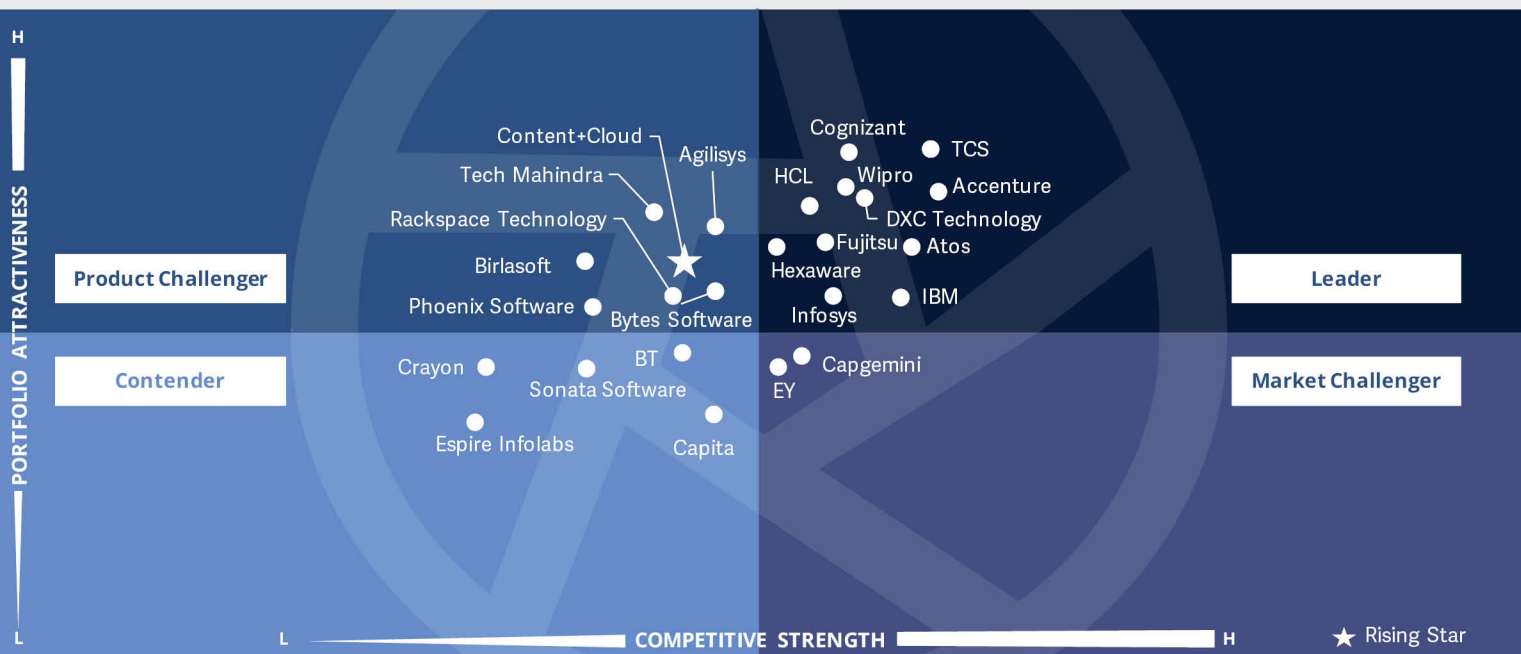 H
PORTFOLIO ATTRACTIVENESS
L
Content+Cloud
Agilisys
Tech Mahindra
Rackspace Technology
Birlasoft
Phoenix Software
Bytes Software
Product Challenger
Cognizant
TCS
HCL
Wipro
Accenture
DXC Technology
Fujitsu
Atos
Hexaware
Infosys
IBM
Leader
Contender
Crayon
BT
Sonata Software
Espire Infolabs
Capita
Capgemini
EY
Market Challenger
L
COMPETITIVE STRENGTH
H
Rising Star